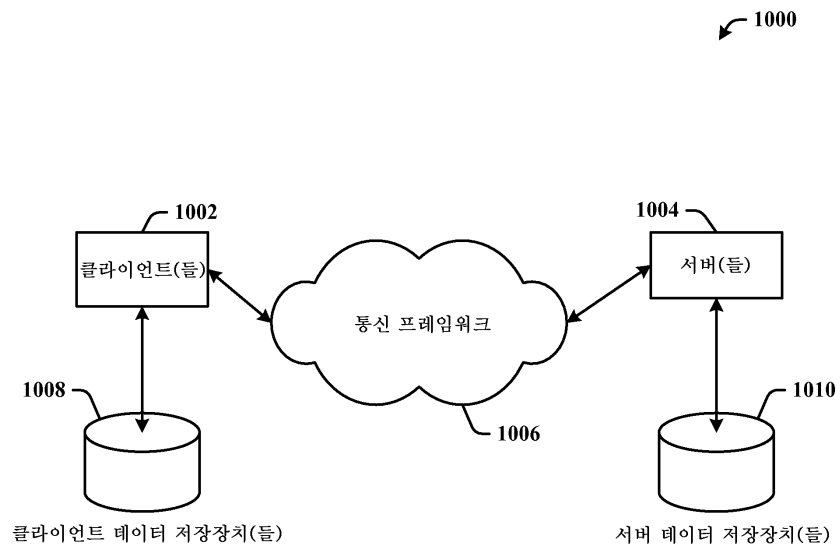 1000
1002
1004
클라이언트(들)
서버(들)
통신 프레임워크
1008
1010
1006
클라이언트 데이터 저장장치(들)
서버 데이터 저장장치(들)